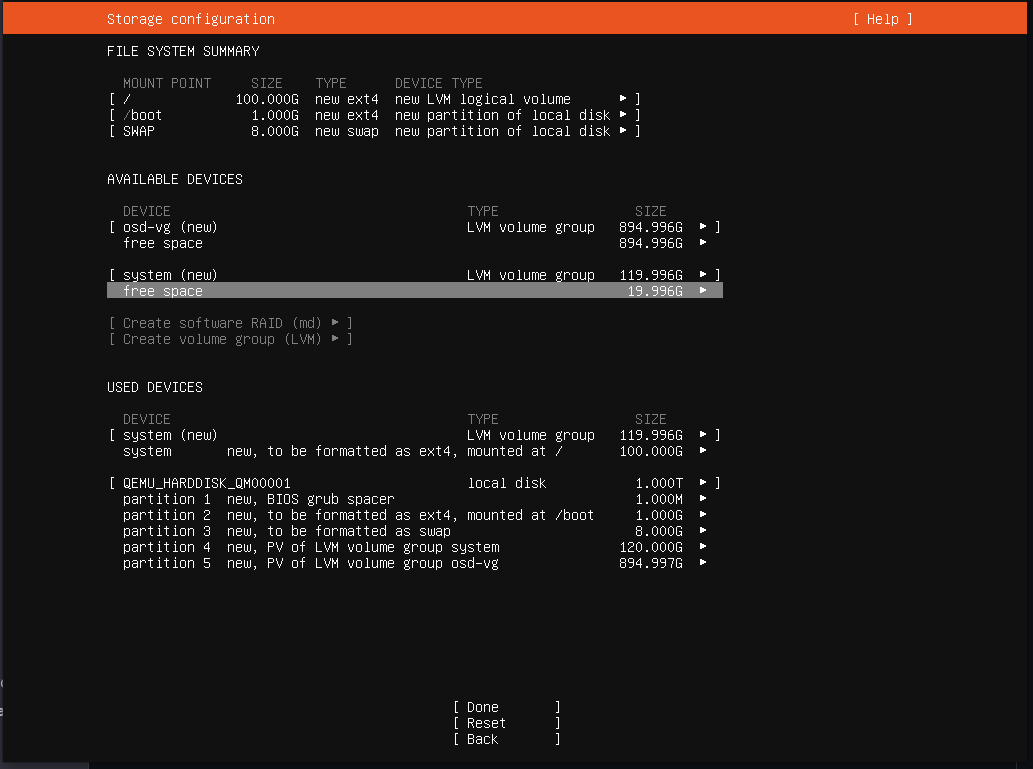 Storage configuration [ Help ]
FILE SYSTEM SUMMARY
MOUNT POINT SIZE TYPE DEVICE TYPE
[ / 100.000G new ext4 new LVM logical volume ▸ ]
[ /boot 1.000G new ext4 new partition of local disk ▸ ]
[ SWAP 8.000G new swap new partition of local disk ▸ ]
AVAILABLE DEVICES
DEVICE TYPE SIZE
[ osd-vg (new) LVM volume group 894.996G ▸ ]
free space 894.996G ▸
[ system (new) LVM volume group 119.996G ▸ ]
free space 19.996G ▸
[ Create software RAID (md) ▸ ]
[ Create volume group (LVM) ▸ ]
USED DEVICES
DEVICE TYPE SIZE
[ system (new) LVM volume group 119.996G ▸ ]
system new, to be formatted as ext4, mounted at / 100.000G ▸
[ QEMU_HARDDISK_QM00001 local disk 1.000T ▸ ]
partition 1 new, BIOS grub spacer 1.000M ▸
partition 2 new, to be formatted as ext4, mounted at /boot 1.000G ▸
partition 3 new, to be formatted as swap 8.000G ▸
partition 4 new, PV of LVM volume group system 120.000G ▸
partition 5 new, PV of LVM volume group osd-vg 894.997G ▸
[ Done ]
[ Reset ]
[ Back ]